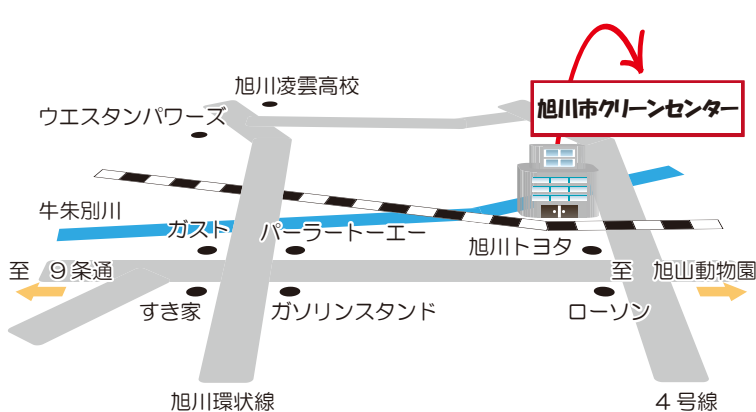 旭川凌雲高校
ウエスタンパワーズ
旭川市クリーンセンター
牛朱別川
ガスト
パーラートーエー
旭川トヨタ
至 9条通
至 旭山動物園
すき家
ガソリンスタンド
ローソン
旭川環状線
4号線